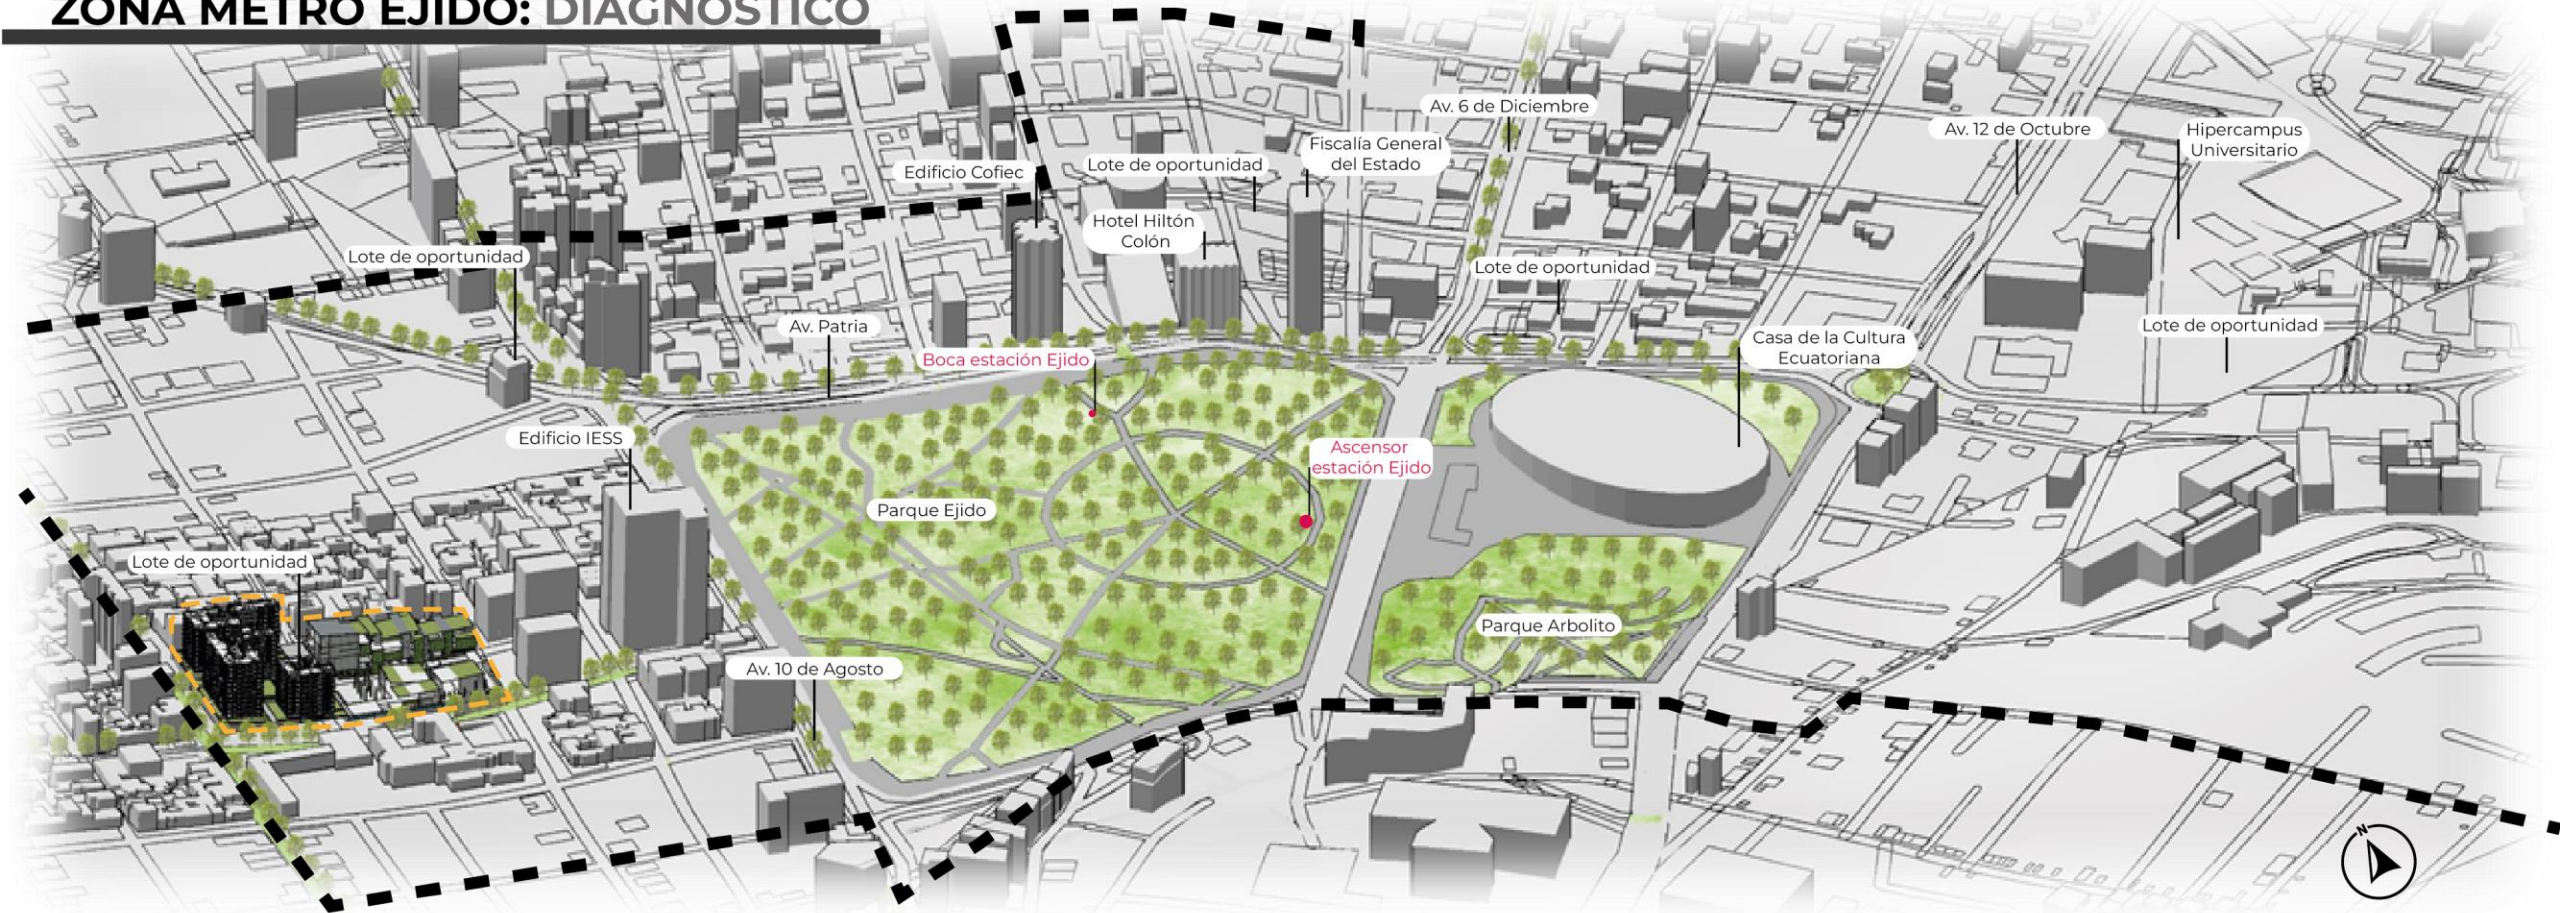 ZONA METRO EJIDO: DIAGNÓSTICO
Av. 6 de Diciembre
Av. 12 de Octubre
Hipercampus
Universitario
Fiscalía General
del Estado
Lote de oportunidad
Edificio Cofiec
Hotel Hiltón
Colón
Lote de oportunidad
Lote de oportunidad
Av. Patria
Lote de oportunidad
Casa de la Cultura
Ecuatoriana
Boca estación Ejido
Edificio IESS
Ascensor
estación Ejido
Parque Ejido
Lote de oportunidad
Parque Arbolito
Av. 10 de Agosto
N